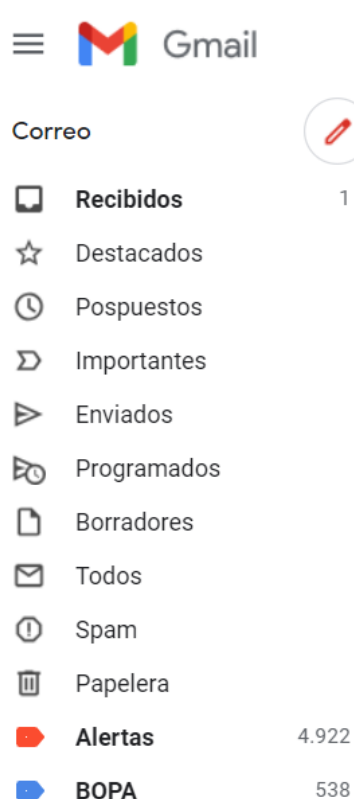 Gmail
Correo
Recibidos 1
Destacados
Pospuestos
Importantes
Enviados
Programados
Borradores
Todos
Spam
Papelera
Alertas 4.922
BOPA 538